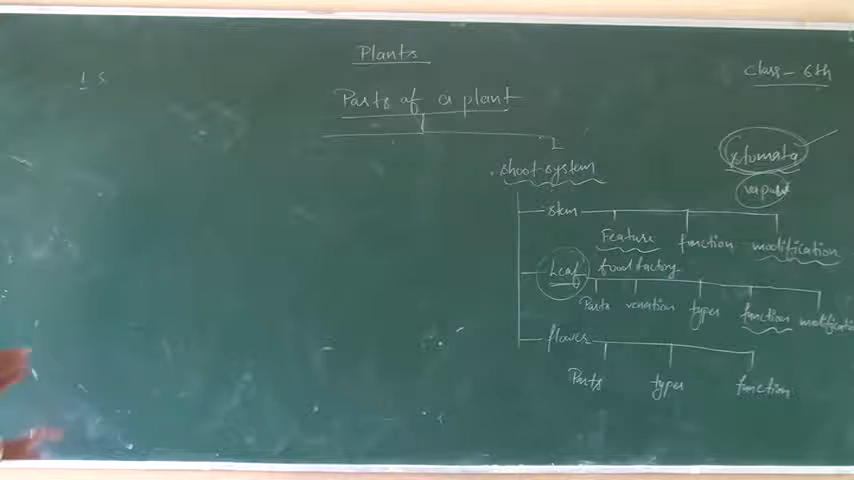 Plants
Class - 6th
Parts of a plant
Stomata
Shoot-system
stem
Feature function modification
Leaf food factory
Parts venation types function modification
flower
Parts types function